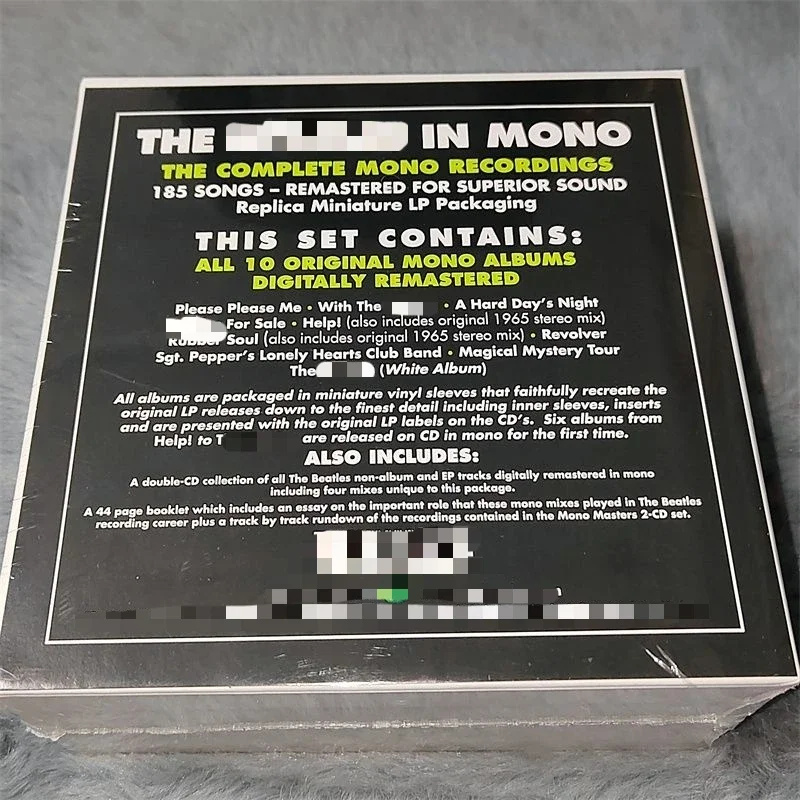 THE IN MONO
THE COMPLETE MONO RECORDINGS
185 SONGS – REMASTERED FOR SUPERIOR SOUND
Replica Miniature LP Packaging
THIS SET CONTAINS:
ALL 10 ORIGINAL MONO ALBUMS
DIGITALLY REMASTERED
Please Please Me • With The • A Hard Day's Night
For Sale • Help! (also includes original 1965 stereo mix)
Rubber Soul (also includes original 1965 stereo mix) • Revolver
Sgt. Pepper's Lonely Hearts Club Band • Magical Mystery Tour
The (White Album)
All albums are packaged in miniature vinyl sleeves that faithfully recreate the
original LP releases down to the finest detail including inner sleeves, inserts
and are presented with the original LP labels on the CD's. Six albums from
Help! to T are released on CD in mono for the first time.
ALSO INCLUDES:
A double-CD collection of all The Beatles non-album and EP tracks digitally remastered in mono
including four mixes unique to this package.
A 44 page booklet which includes an essay on the important role that these mono mixes played in The Beatles
recording career plus a track by track rundown of the recordings contained in the Mono Masters 2-CD set.